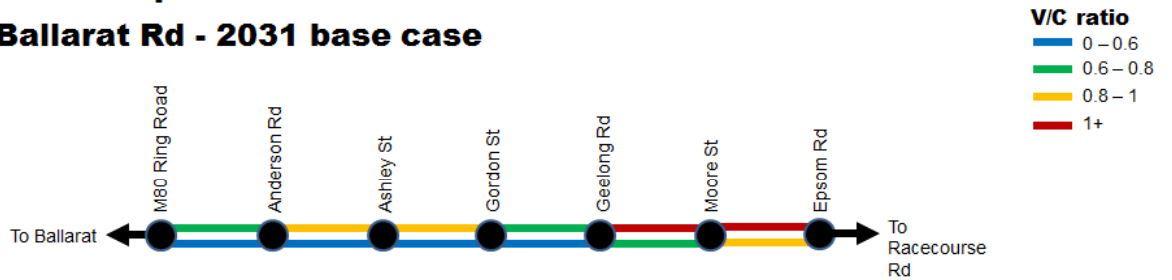 Ballarat Rd - 2031 base case
V/C ratio
0 – 0.6
0.6 – 0.8
0.8 – 1
1+
M80 Ring Road
Anderson Rd
Ashley St
Gordon St
Geelong Rd
Moore St
Epsom Rd
To Ballarat
To
Racecourse
Rd